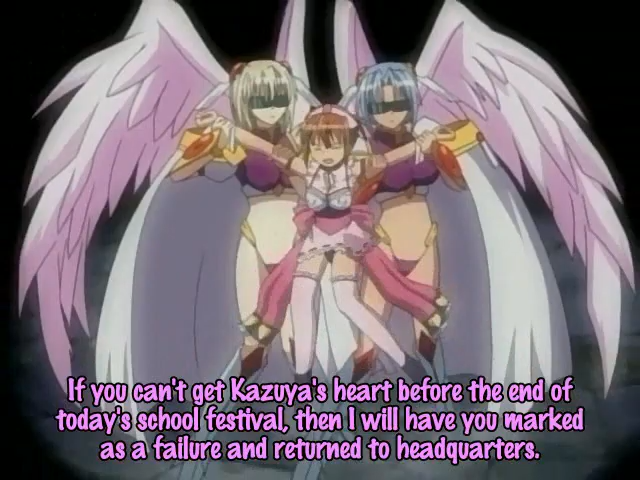 If you can't get Kazuya's heart before the end of
today's school festival, then I will have you marked
as a failure and returned to headquarters.